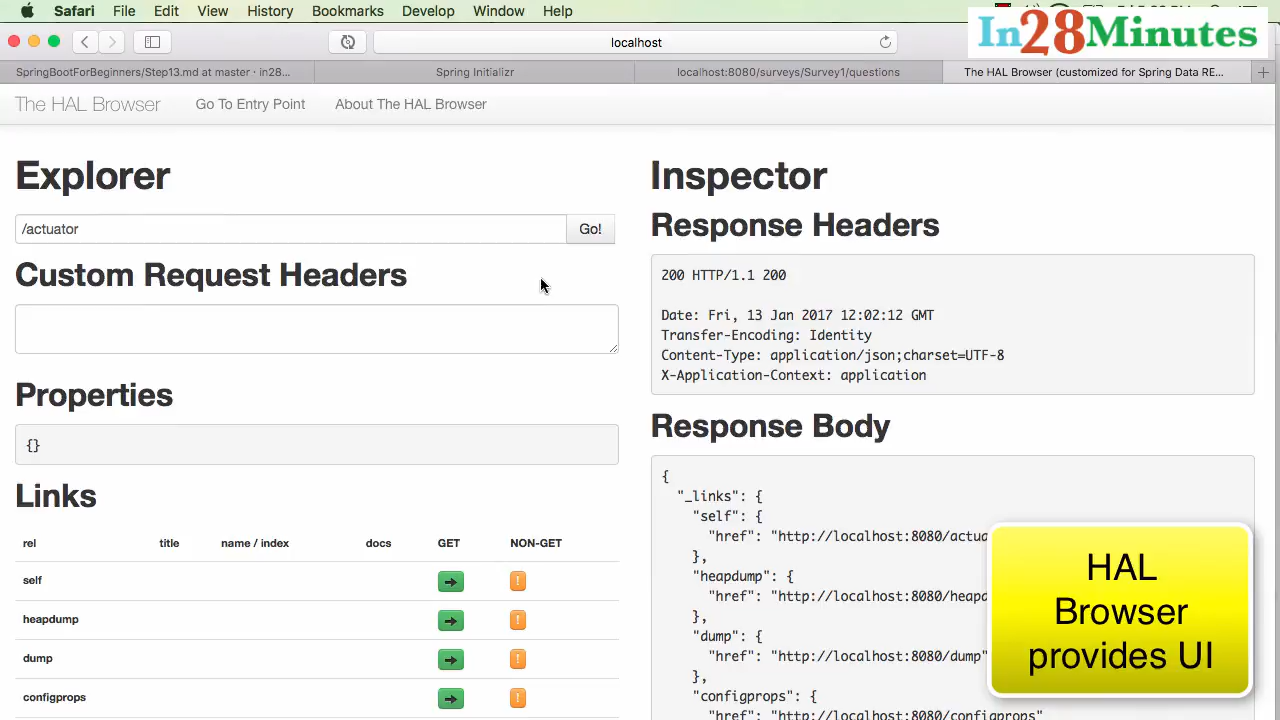 Safari File Edit View History Bookmarks Develop Window Help
In28Minutes
localhost
SpringBootForBeginners/Step13.md at master · in28...
Spring Initializr
localhost:8080/surveys/Survey1/questions
The HAL Browser (customized for Spring Data RE...
The HAL Browser Go To Entry Point About The HAL Browser
Explorer
/actuator Go!
Custom Request Headers
Properties
{}
Links
rel title name / index docs GET NON-GET
self
heapdump
dump
configprops
Inspector
Response Headers
200 HTTP/1.1 200
Date: Fri, 13 Jan 2017 12:02:12 GMT
Transfer-Encoding: Identity
Content-Type: application/json;charset=UTF-8
X-Application-Context: application
Response Body
{
"_links": {
"self": {
"href": "http://localhost:8080/actua
},
"heapdump": {
"href": "http://localhost:8080/heapd
},
"dump": {
"href": "http://localhost:8080/dump"
},
"configprops": {
"href": "http://localhost:8080/configprops"
HAL
Browser
provides UI